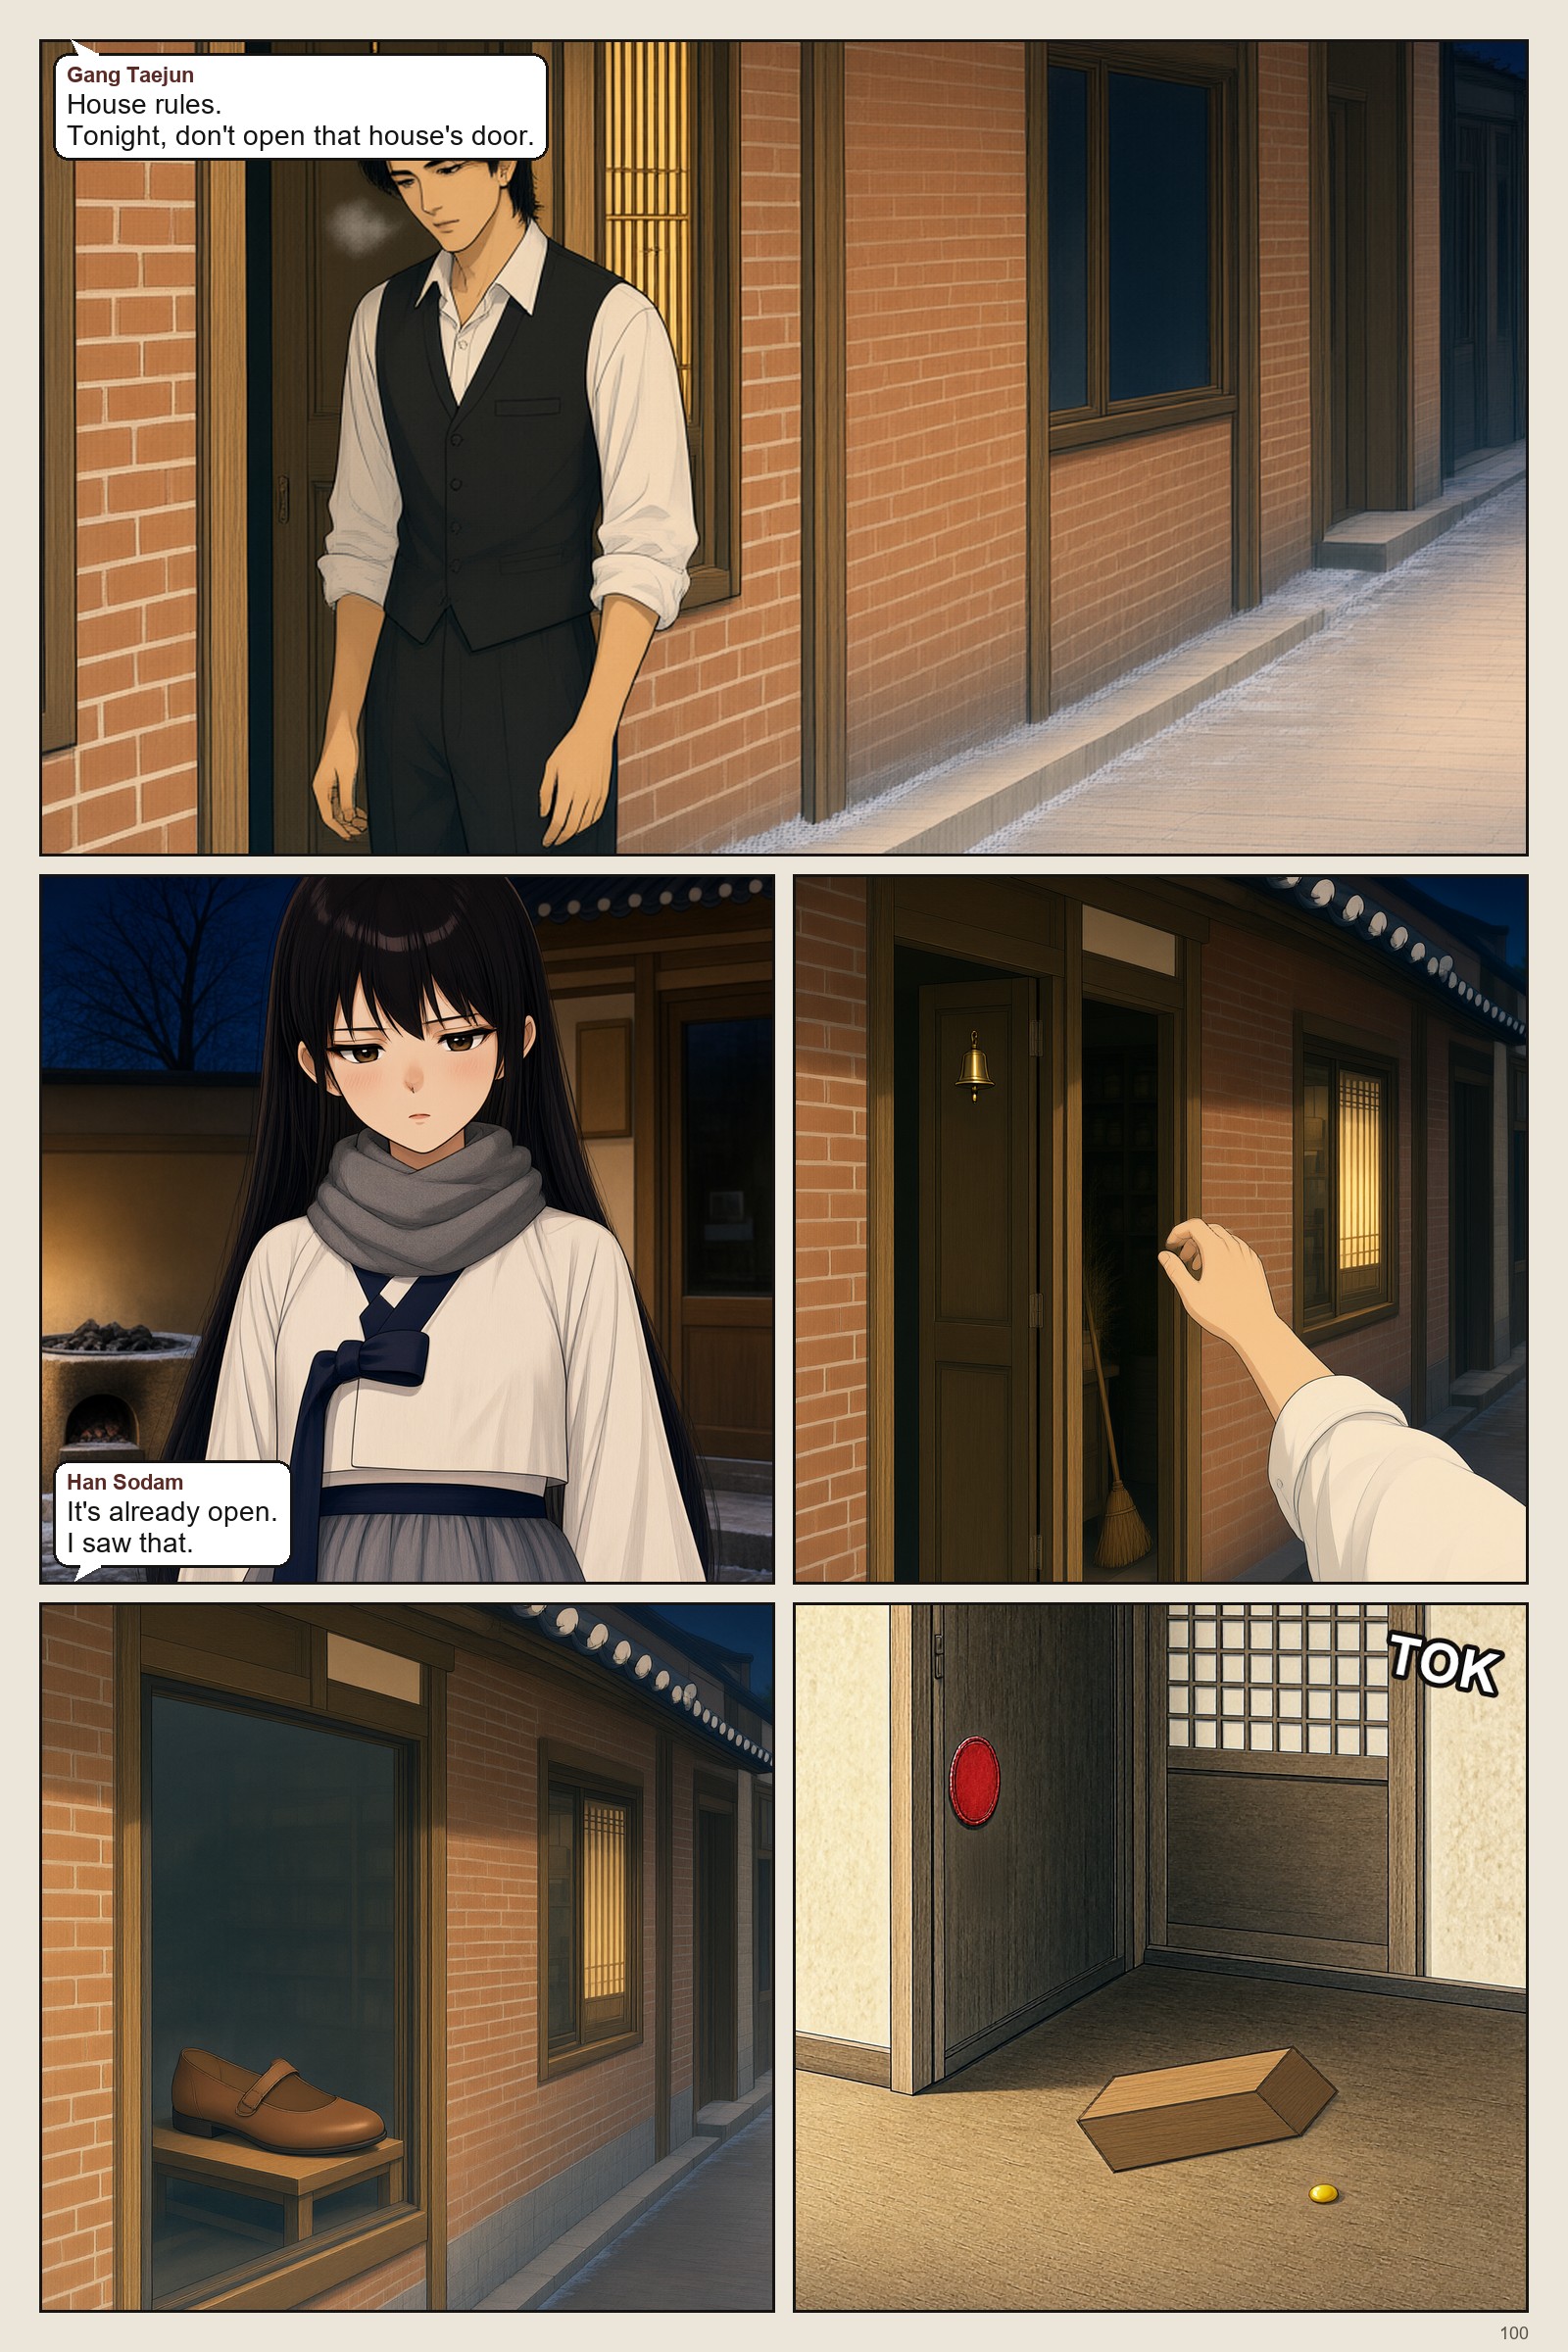 Gang Taejun
House rules.
Tonight, don't open that house's door.
Han Sodam
It's already open.
I saw that.
TOK
100